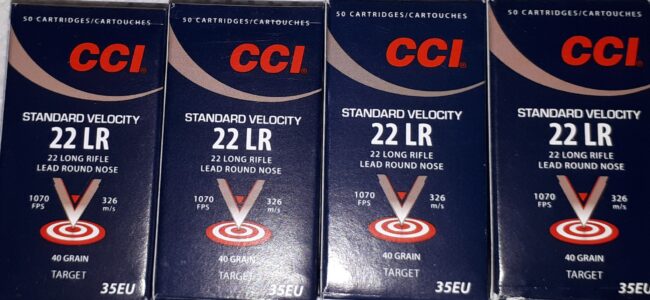 50 CARTRIDGES/CARTOUCHES
CCI®
STANDARD VELOCITY
22 LR
22 LONG RIFLE
LEAD ROUND NOSE
1070 FPS
326 m/s
40 GRAIN
TARGET
35EU
50 CARTRIDGES/CARTOUCHES
CCI®
STANDARD VELOCITY
22 LR
22 LONG RIFLE
LEAD ROUND NOSE
1070 FPS
326 m/s
40 GRAIN
TARGET
35EU
50 CARTRIDGES/CARTOUCHES
CCI®
STANDARD VELOCITY
22 LR
22 LONG RIFLE
LEAD ROUND NOSE
1070 FPS
326 m/s
40 GRAIN
TARGET
35EU
50 CARTRIDGES/CARTOUCHES
CCI®
STANDARD VELOCITY
22 LR
22 LONG RIFLE
LEAD ROUND NOSE
1070 FPS
326 m/s
40 GRAIN
TARGET
35EU